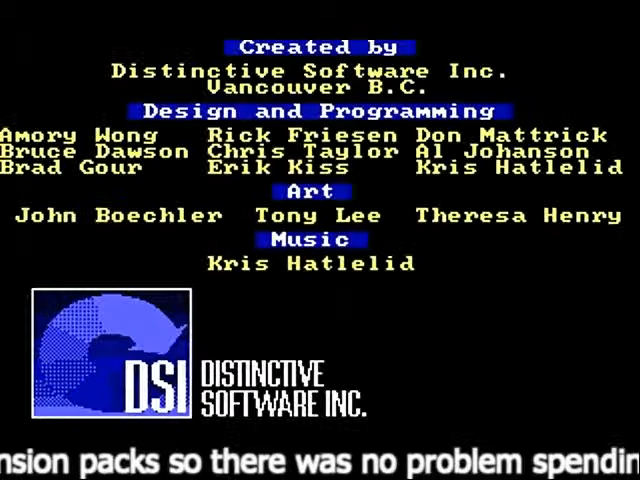 Created by
Distinctive Software Inc.
Vancouver B.C.
Design and Programming
Amory Wong Rick Friesen Don Mattrick
Bruce Dawson Chris Taylor Al Johanson
Brad Gour Erik Kiss Kris Hatlelid
Art
John Boechler Tony Lee Theresa Henry
Music
Kris Hatlelid
DSI DISTINCTIVE
SOFTWARE INC.
nsion packs so there was no problem spendin